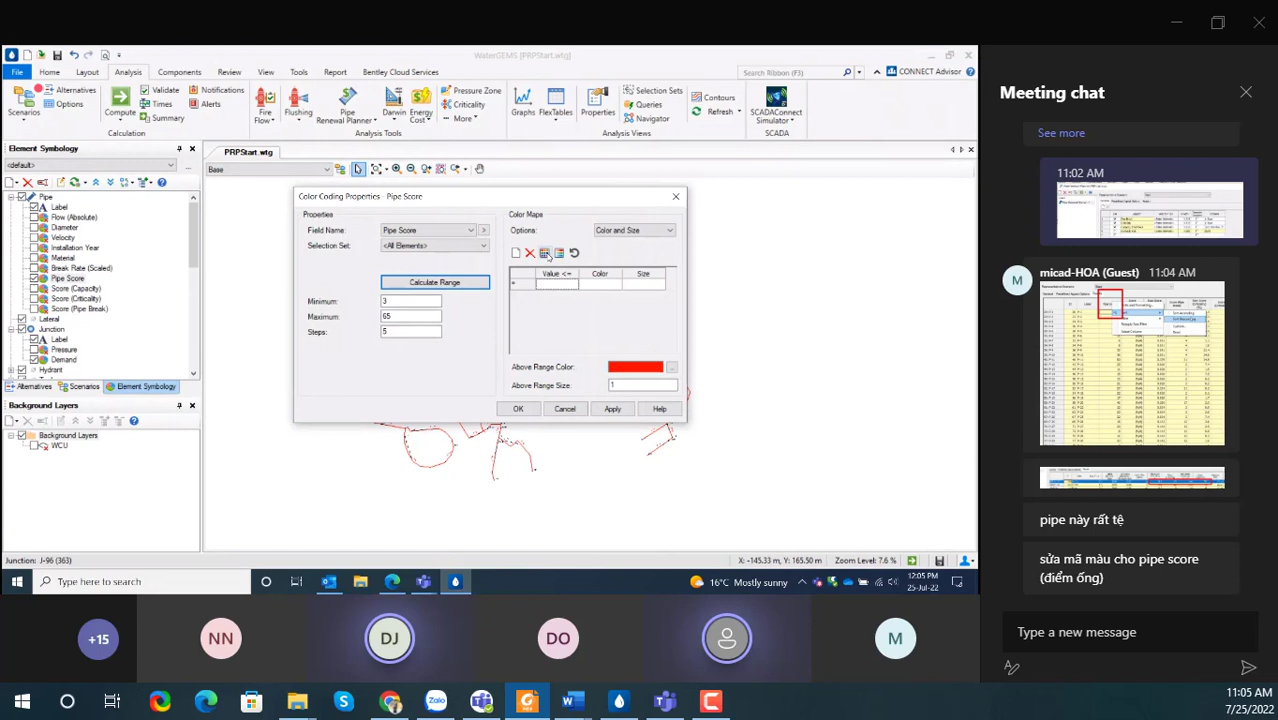 WaterGEMS [PRPStart.wtg]
File
Home
Layout
Analysis
Components
Review
View
Tools
Report
Bentley Cloud Services
Search Ribbon (F3)
CONNECT Advisor
Scenarios
Alternatives
Options
Compute
Validate
Times
Summary
Notifications
Alerts
Calculation
Fire Flow
Flushing
Pipe Renewal Planner
Darwin
Energy Cost
Pressure Zone
Criticality
More
Analysis Tools
Graphs
FlexTables
Properties
Selection Sets
Queries
Navigator
Contours
Refresh
Analysis Views
SCADAConnect Simulator
SCADA
Element Symbology
<default>
Pipe
Label
Flow (Absolute)
Diameter
Velocity
Installation Year
Material
Break Rate (Scaled)
Pipe Score
Score (Capacity)
Score (Criticality)
Score (Pipe Break)
Lateral
Junction
Label
Pressure
Demand
Hydrant
Alternatives
Scenarios
Element Symbology
Background Layers
Background Layers
WCU
PRPStart.wtg
Base
Color Coding Properties - Pipe Score
Properties
Field Name:
Pipe Score
Selection Set:
<All Elements>
Calculate Range
Minimum:
3
Maximum:
65
Steps:
5
Color Maps
Options:
Color and Size
Value <=
Color
Size
Above Range Color:
Above Range Size:
1
OK
Cancel
Apply
Help
Junction: J-96 (363)
X: -145.33 m, Y: 165.50 m
Zoom Level: 7.6 %
Type here to search
16°C Mostly sunny
12:05 PM
25-Jul-22
+15
NN
DJ
DO
M
Meeting chat
See more
11:02 AM
M
micad-HOA (Guest)
11:04 AM
pipe này rất tệ
sửa mã màu cho pipe score
(điểm ống)
Type a new message
Zalo
11:05 AM
7/25/2022